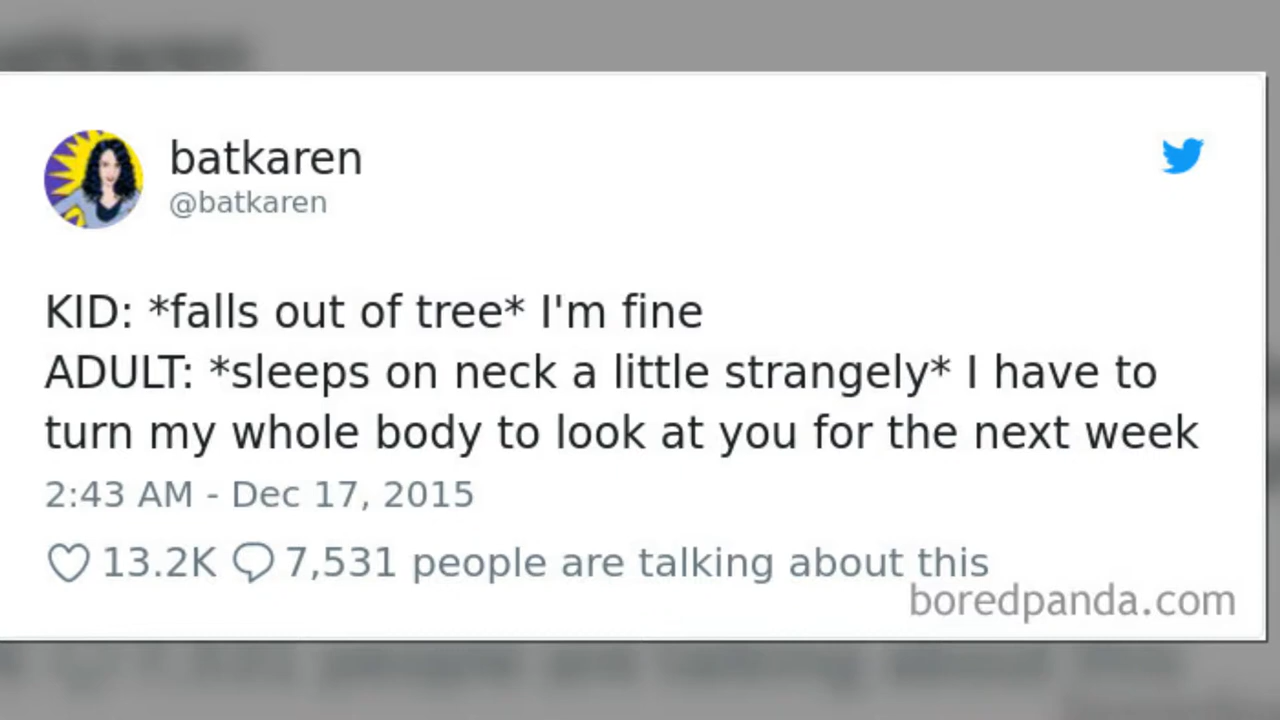 batkaren
@batkaren
KID: *falls out of tree* I'm fine
ADULT: *sleeps on neck a little strangely* I have to
turn my whole body to look at you for the next week
2:43 AM - Dec 17, 2015
13.2K 7,531 people are talking about this
boredpanda.com